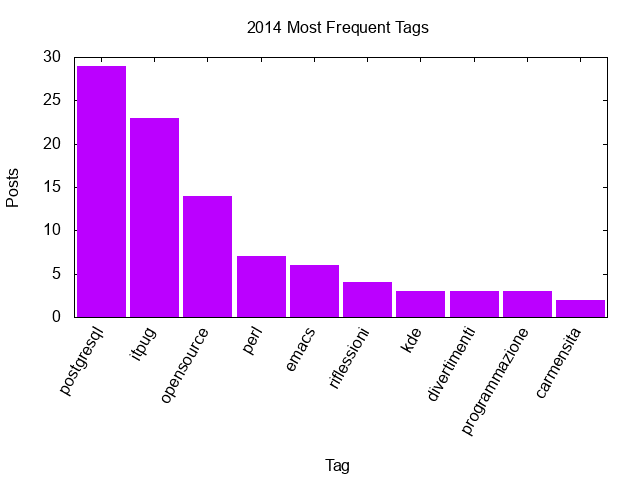 2014 Most Frequent Tags
30
25
20
15
10
5
0
Posts
postgresql
itpug
opensource
perl
emacs
riflessioni
kde
divertimenti
programmazione
carmensita
Tag